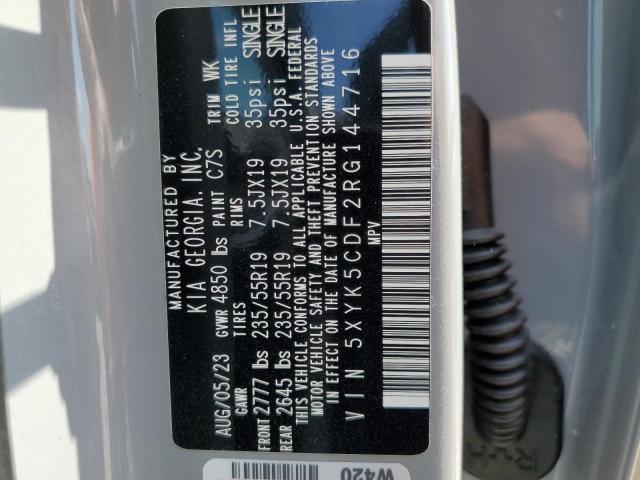 MANUFACTURED BY
KIA GEORGIA, INC.
AUG/05/23 GVWR 4850 lbs PAINT C7S TRIM WK
GAWR TIRES RIMS COLD TIRE INFL
FRONT 2777 lbs 235/55R19 7.5JX19 35psi SINGLE
REAR 2645 lbs 235/55R19 7.5JX19 35psi SINGLE
THIS VEHICLE CONFORMS TO ALL APPLICABLE U.S.A. FEDERAL
MOTOR VEHICLE SAFETY AND THEFT PREVENTION STANDARDS
IN EFFECT ON THE DATE OF MANUFACTURE SHOWN ABOVE
VIN 5XYK5CDF2RG144716
MPV
W420